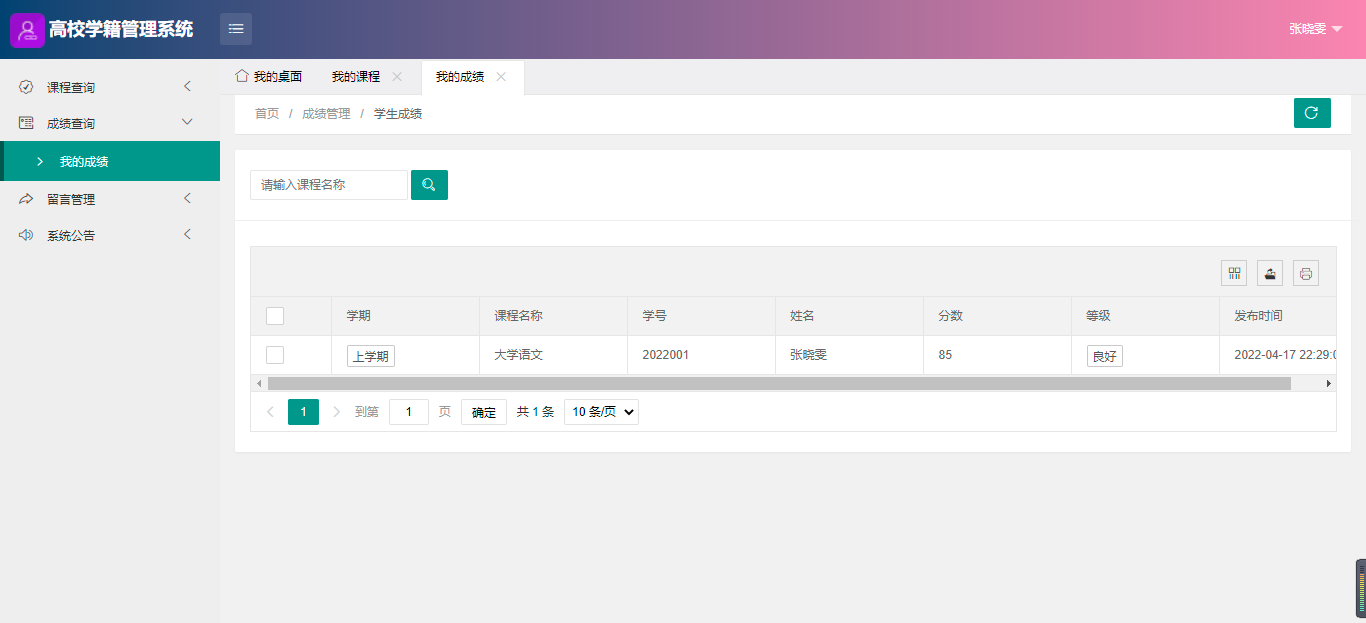 高校学籍管理系统
张晓雯
课程查询
成绩查询
我的成绩
留言管理
系统公告
我的桌面 我的课程 我的成绩
首页 / 成绩管理 / 学生成绩
请输入课程名称
学期 课程名称 学号 姓名 分数 等级 发布时间
上学期 大学语文 2022001 张晓雯 85 良好 2022-04-17 22:29:0
1 到第 1 页 确定 共 1 条 10 条/页